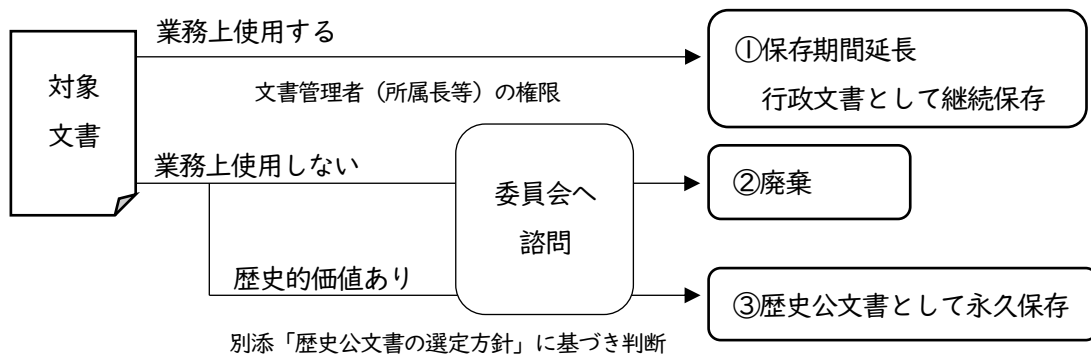 対象
文書
業務上使用する
文書管理者（所属長等）の権限
①保存期間延長
行政文書として継続保存
業務上使用しない
委員会へ
諮問
②廃棄
歴史的価値あり
③歴史公文書として永久保存
別添「歴史公文書の選定方針」に基づき判断